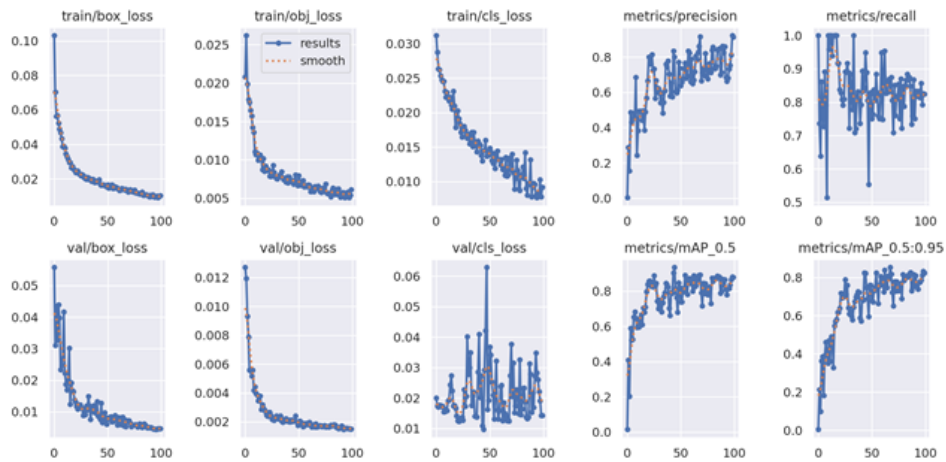 train/box_loss
train/obj_loss
train/cls_loss
metrics/precision
metrics/recall
0.10
0.08
0.06
0.04
0.02
0 50 100
0.025
0.020
0.015
0.010
0.005
results
smooth
0 50 100
0.030
0.025
0.020
0.015
0.010
0 50 100
0.8
0.6
0.4
0.2
0.0
0 50 100
1.0
0.9
0.8
0.7
0.6
0.5
0 50 100
val/box_loss
val/obj_loss
val/cls_loss
metrics/mAP_0.5
metrics/mAP_0.5:0.95
0.05
0.04
0.03
0.02
0.01
0 50 100
0.012
0.010
0.008
0.006
0.004
0.002
0 50 100
0.06
0.05
0.04
0.03
0.02
0.01
0 50 100
0.8
0.6
0.4
0.2
0.0
0 50 100
0.8
0.6
0.4
0.2
0.0
0 50 100